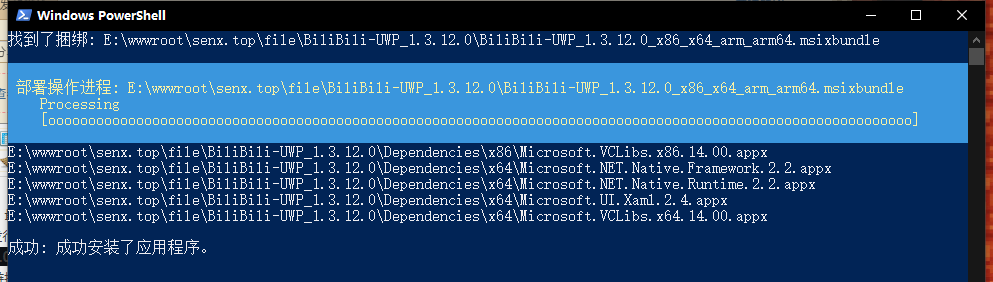 Windows PowerShell
找到了捆绑: E:\wwwroot\senx.top\file\BiliBili-UWP_1.3.12.0\BiliBili-UWP_1.3.12.0_x86_x64_arm_arm64.msixbundle
部署操作进程: E:\wwwroot\senx.top\file\BiliBili-UWP_1.3.12.0\BiliBili-UWP_1.3.12.0_x86_x64_arm_arm64.msixbundle
Processing
[oooooooooooooooooooooooooooooooooooooooooooooooooooooooooooooooooooooooooooooooooooooooooooooooooooooooooooo]
E:\wwwroot\senx.top\file\BiliBili-UWP_1.3.12.0\Dependencies\x86\Microsoft.VCLibs.x86.14.00.appx
E:\wwwroot\senx.top\file\BiliBili-UWP_1.3.12.0\Dependencies\x64\Microsoft.NET.Native.Framework.2.2.appx
E:\wwwroot\senx.top\file\BiliBili-UWP_1.3.12.0\Dependencies\x64\Microsoft.NET.Native.Runtime.2.2.appx
E:\wwwroot\senx.top\file\BiliBili-UWP_1.3.12.0\Dependencies\x64\Microsoft.UI.Xaml.2.4.appx
E:\wwwroot\senx.top\file\BiliBili-UWP_1.3.12.0\Dependencies\x64\Microsoft.VCLibs.x64.14.00.appx
成功: 成功安装了应用程序。